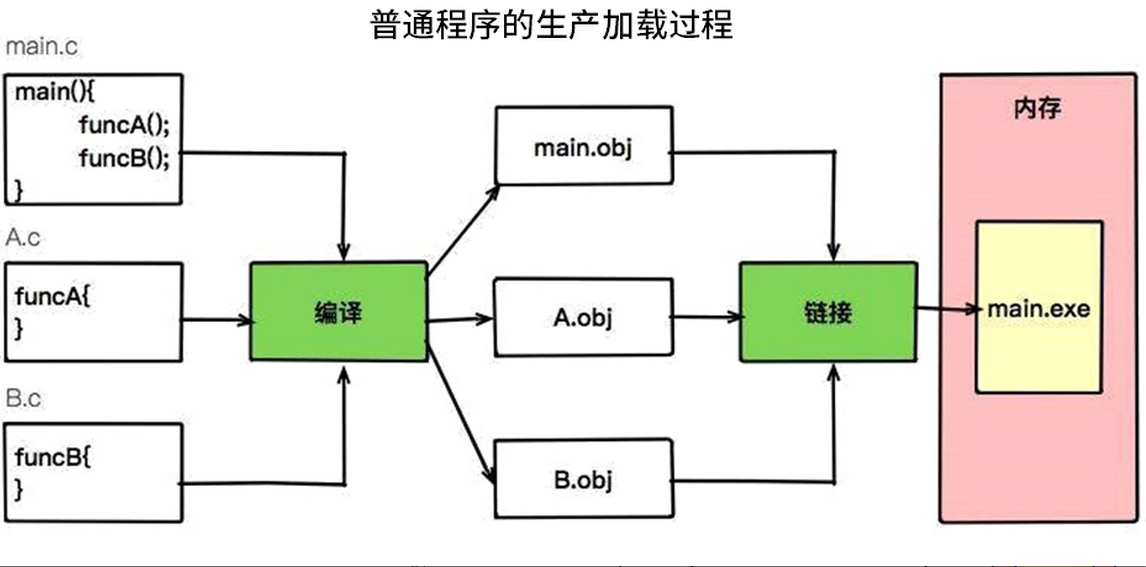 普通程序的生产加载过程
main.c
main(){
funcA();
funcB();
}
A.c
funcA{
}
B.c
funcB{
}
编译
main.obj
A.obj
B.obj
链接
内存
main.exe